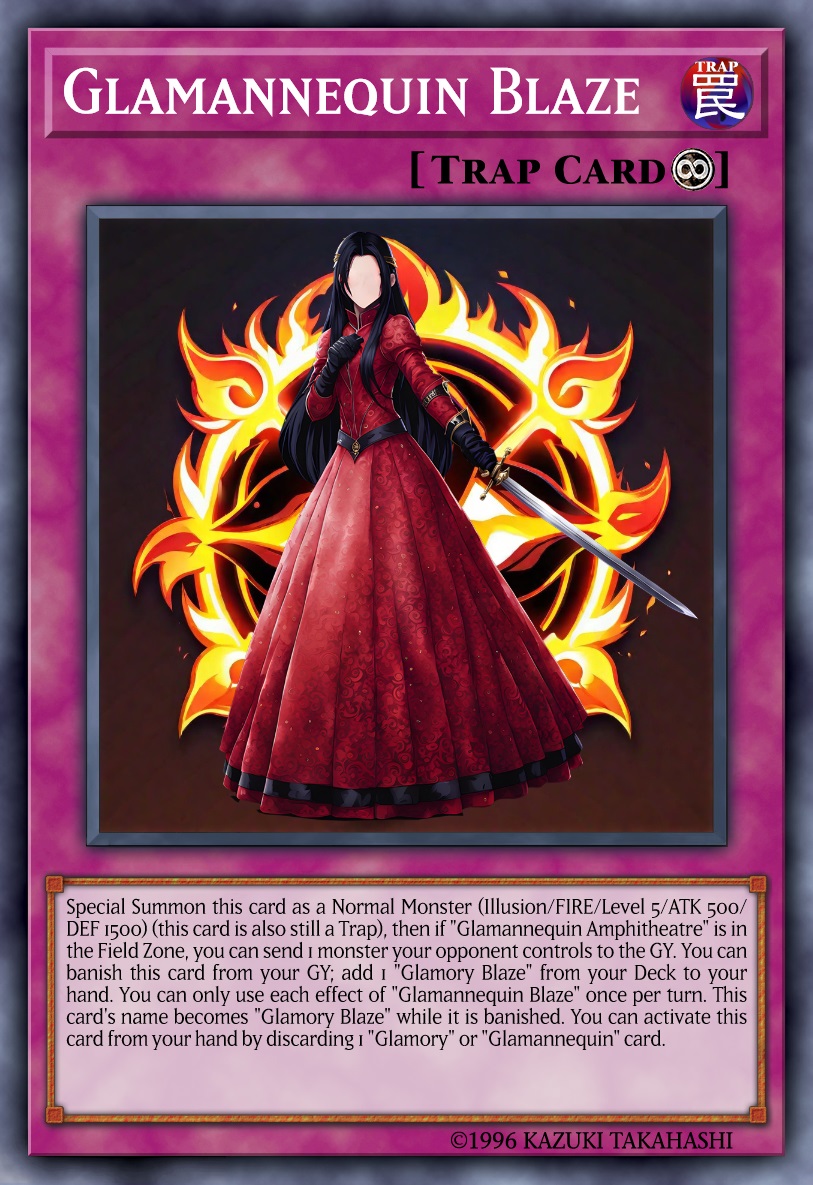 Glamannequin Blaze
TRAP
罠
[Trap Card∞]
Special Summon this card as a Normal Monster (Illusion/FIRE/Level 5/ATK 500/
DEF 1500) (this card is also still a Trap), then if "Glamannequin Amphitheatre" is in
the Field Zone, you can send 1 monster your opponent controls to the GY. You can
banish this card from your GY; add 1 "Glamory Blaze" from your Deck to your
hand. You can only use each effect of "Glamannequin Blaze" once per turn. This
card's name becomes "Glamory Blaze" while it is banished. You can activate this
card from your hand by discarding 1 "Glamory" or "Glamannequin" card.
©1996 KAZUKI TAKAHASHI